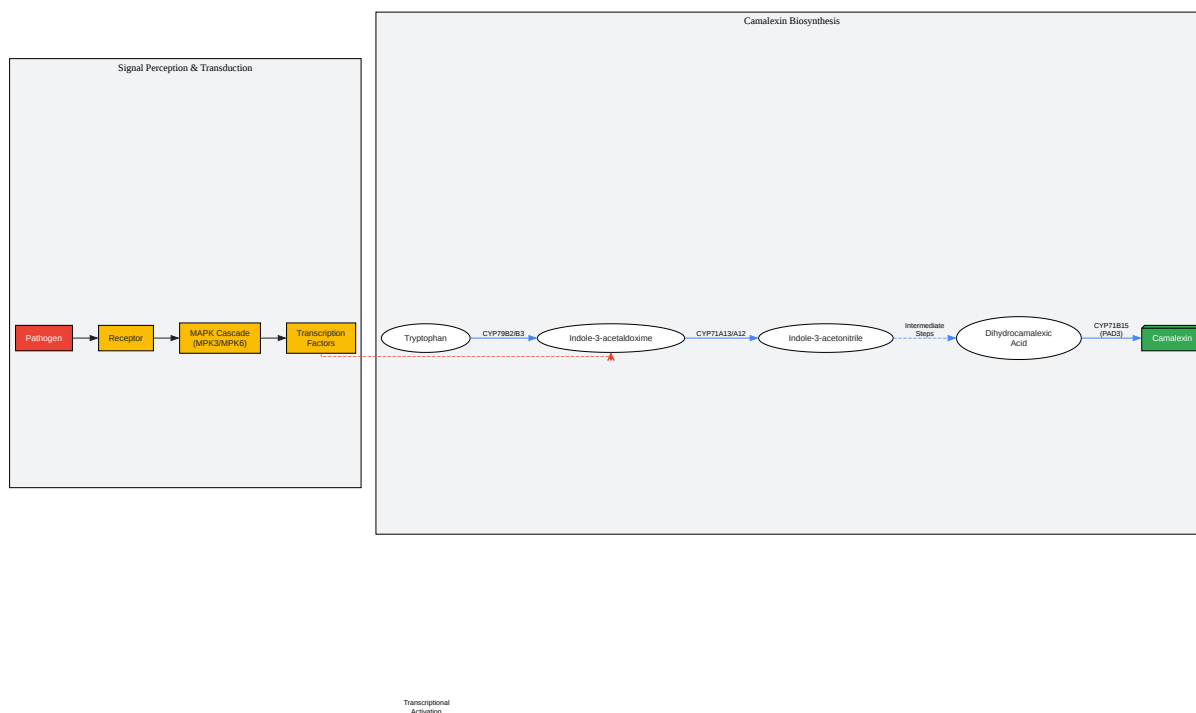 Camalexin Biosynthesis
Signal Perception & Transduction
Pathogen
Receptor
MAPK Cascade
(MPK3/MPK6)
Transcription
Factors
Tryptophan
CYP79B2/B3
Indole-3-acetaldoxime
CYP71A13/A12
Indole-3-acetonitrile
Intermediate
Steps
Dihydrocamalexic
Acid
CYP71B15
(PAD3)
Camalexin
Transcriptional
Activation